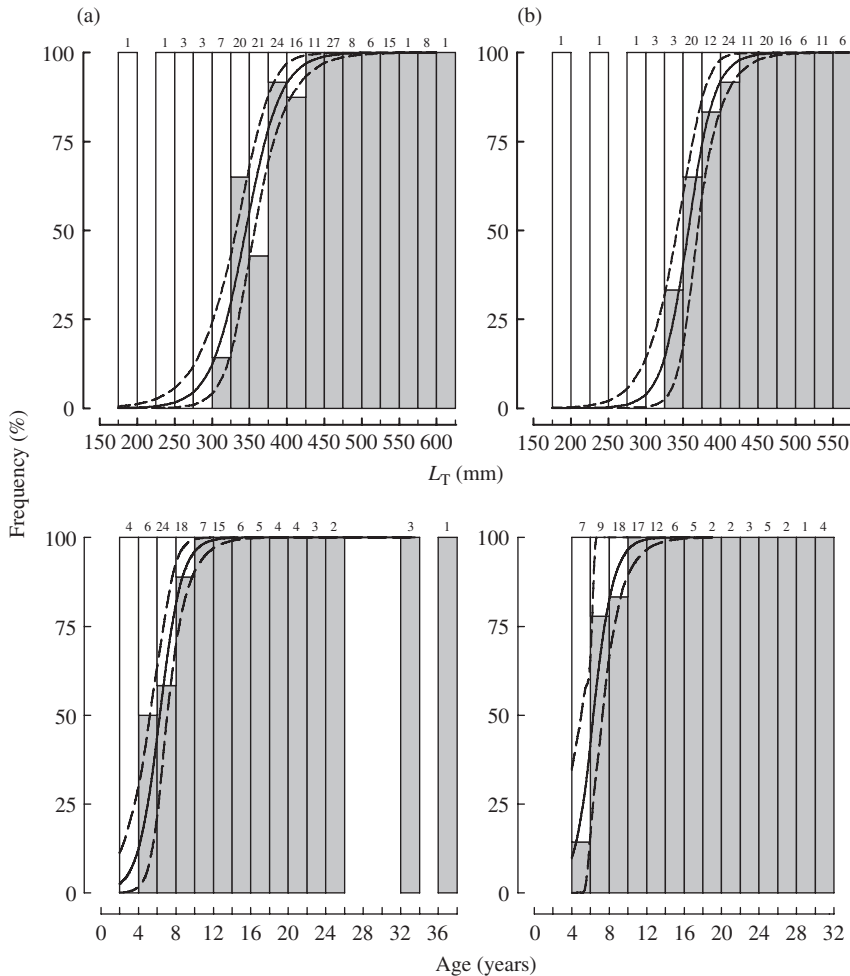 (a) (b)
1 1 3 3 7 20 21 24 16 11 27 8 6 15 1 8 1
1 1 1 3 3 20 12 24 11 20 16 6 11 6
100 100
75 75
50 50
25 25
0 0
150 200 250 300 350 400 450 500 550 600
150 200 250 300 350 400 450 500 550
L_T (mm)
Frequency (%)
4 6 24 18 7 15 6 5 4 4 3 2 3 1
7 9 18 17 12 6 5 2 2 3 5 2 1 4
100 100
75 75
50 50
25 25
0 0
0 4 8 12 16 20 24 28 32 36
0 4 8 12 16 20 24 28 32
Age (years)